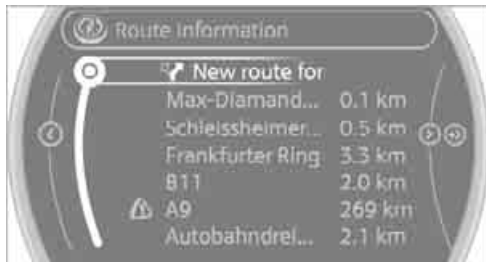 Route information
New route for
Max-Diamand... 0.1 km
Schleissheimer... 0.5 km
Frankfurter Ring 3.3 km
B11 2.0 km
A9 269 km
Autobahndrei... 2.1 km